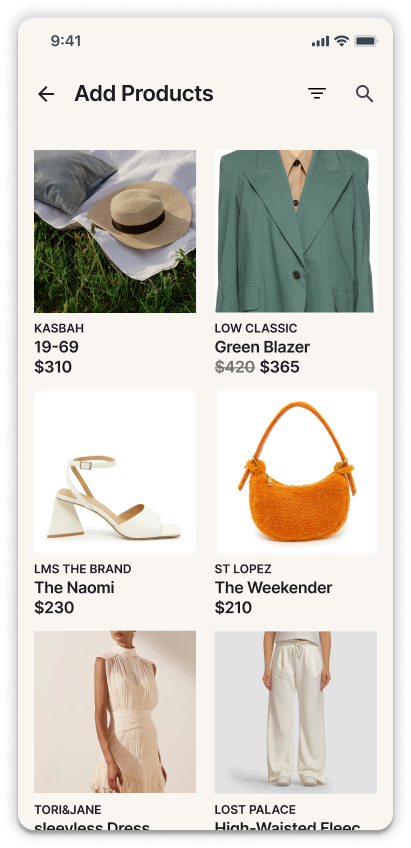 9:41
Add Products
KASBAH
19-69
$310
LOW CLASSIC
Green Blazer
$420 $365
LMS THE BRAND
The Naomi
$230
ST LOPEZ
The Weekender
$210
TORI&JANE
sleevless Dress
LOST PALACE
High-Waisted Fleec